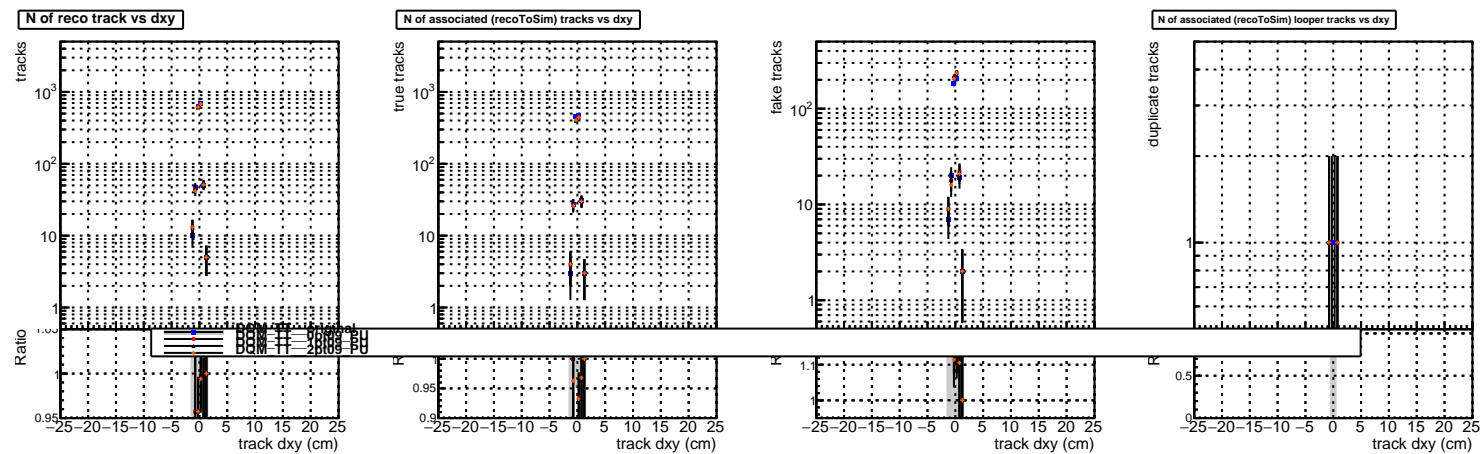 N of reco track vs dxy
N of associated (recoToSim) tracks vs dxy
N of associated (recoToSim) looper tracks vs dxy
tracks
10³
10²
10
1
true tracks
10³
10²
10
1
fake tracks
10²
10
1
duplicate tracks
1
DQM_TT
DQM_TT 2pt09 PU
Ratio
1
0.95
0.95
0.9
1.1
1
0.5
0
−25−20−15−10−5 0 5 10 15 20 25
track dxy (cm)
−25−20−15−10−5 0 5 10 15 20 25
track dxy (cm)
−25−20−15−10−5 0 5 10 15 20 25
track dxy (cm)
−25−20−15−10−5 0 5 10 15 20 25
track dxy (cm)